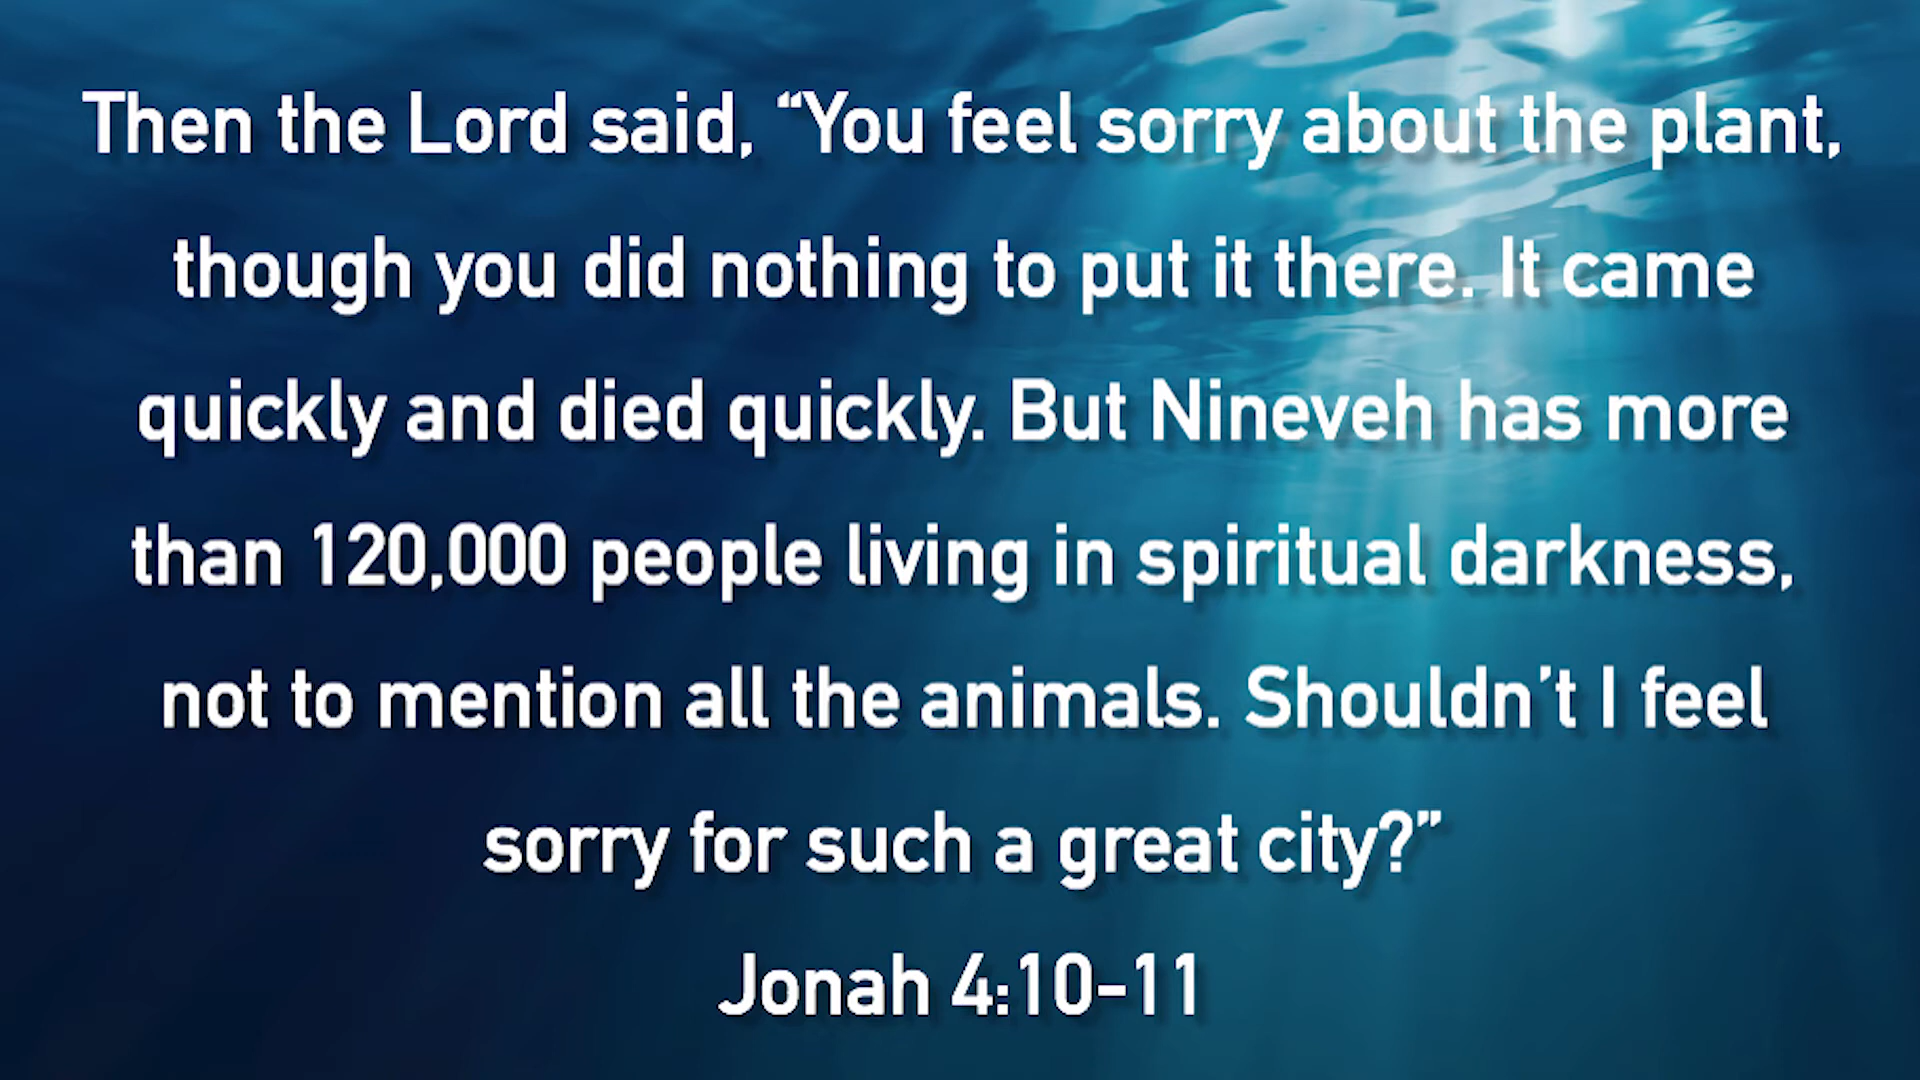 Then the Lord said, “You feel sorry about the plant,
though you did nothing to put it there. It came
quickly and died quickly. But Nineveh has more
than 120,000 people living in spiritual darkness,
not to mention all the animals. Shouldn’t I feel
sorry for such a great city?”
Jonah 4:10-11